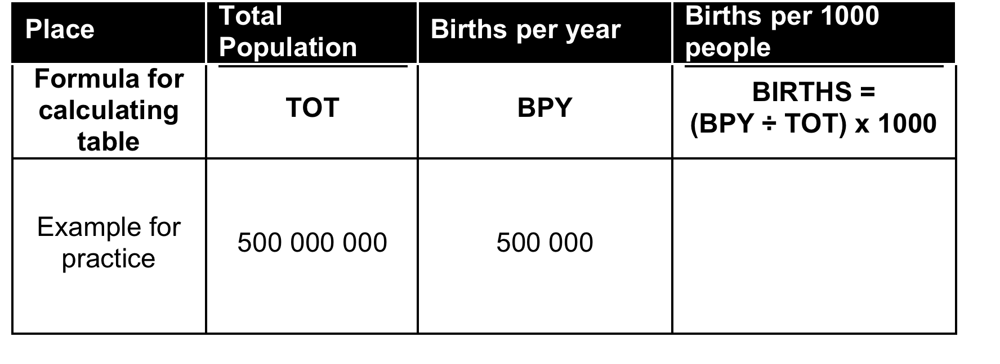 Place
Total
Population
Births per year
Births per 1000
people
Formula for
calculating
table
TOT
BPY
BIRTHS =
(BPY ÷ TOT) x 1000
Example for
practice
500 000 000
500 000